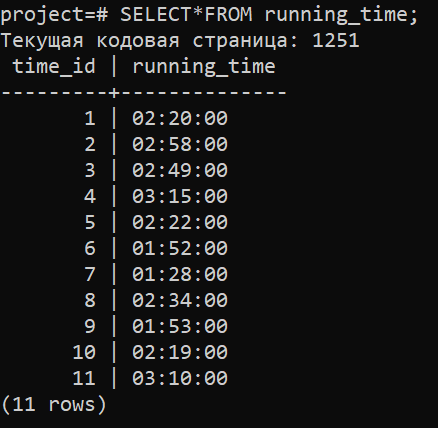 project=# SELECT*FROM running_time;
Текущая кодовая страница: 1251
 time_id | running_time
---------+--------------
       1 | 02:20:00
       2 | 02:58:00
       3 | 02:49:00
       4 | 03:15:00
       5 | 02:22:00
       6 | 01:52:00
       7 | 01:28:00
       8 | 02:34:00
       9 | 01:53:00
      10 | 02:19:00
      11 | 03:10:00
(11 rows)